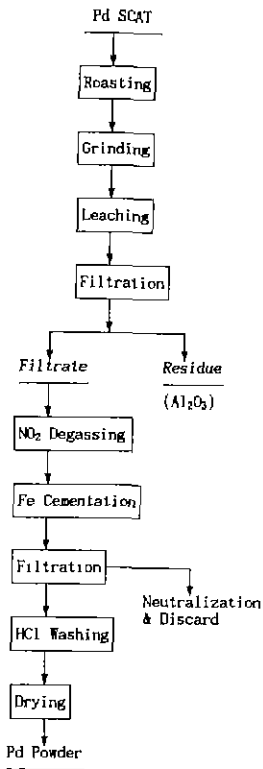 Pd SCAT
Roasting
Grinding
Leaching
Filtration
Filtrate
Residue
(Al₂O₃)
NO₂ Degassing
Fe Cementation
Filtration
Neutralization
& Discard
HCl Washing
Drying
Pd Powder